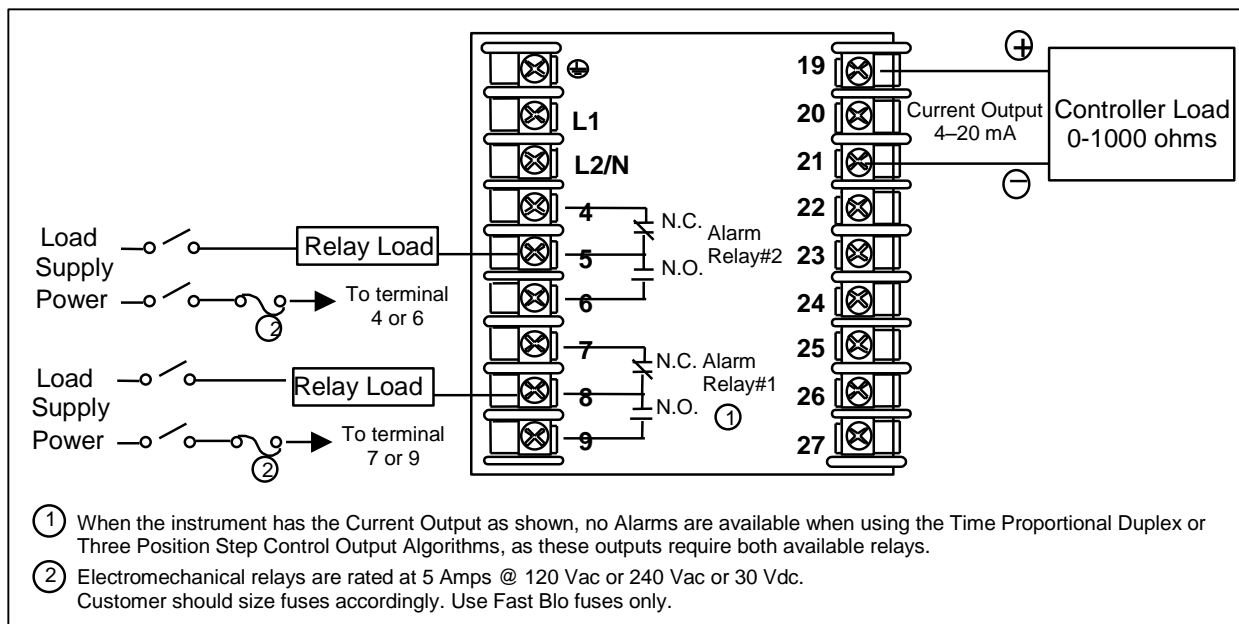 L1
L2/N
4
5
6
7
8
9
N.C.
N.O.
Alarm
Relay#2
N.C.
N.O.
Alarm
Relay#1
1
19
20
21
22
23
24
25
26
27
+
Current Output
4–20 mA
−
Controller Load
0-1000 ohms
Load
Supply
Power
Relay Load
2
To terminal
4 or 6
Load
Supply
Power
Relay Load
2
To terminal
7 or 9
1 When the instrument has the Current Output as shown, no Alarms are available when using the Time Proportional Duplex or
Three Position Step Control Output Algorithms, as these outputs require both available relays.
2 Electromechanical relays are rated at 5 Amps @ 120 Vac or 240 Vac or 30 Vdc.
Customer should size fuses accordingly. Use Fast Blo fuses only.